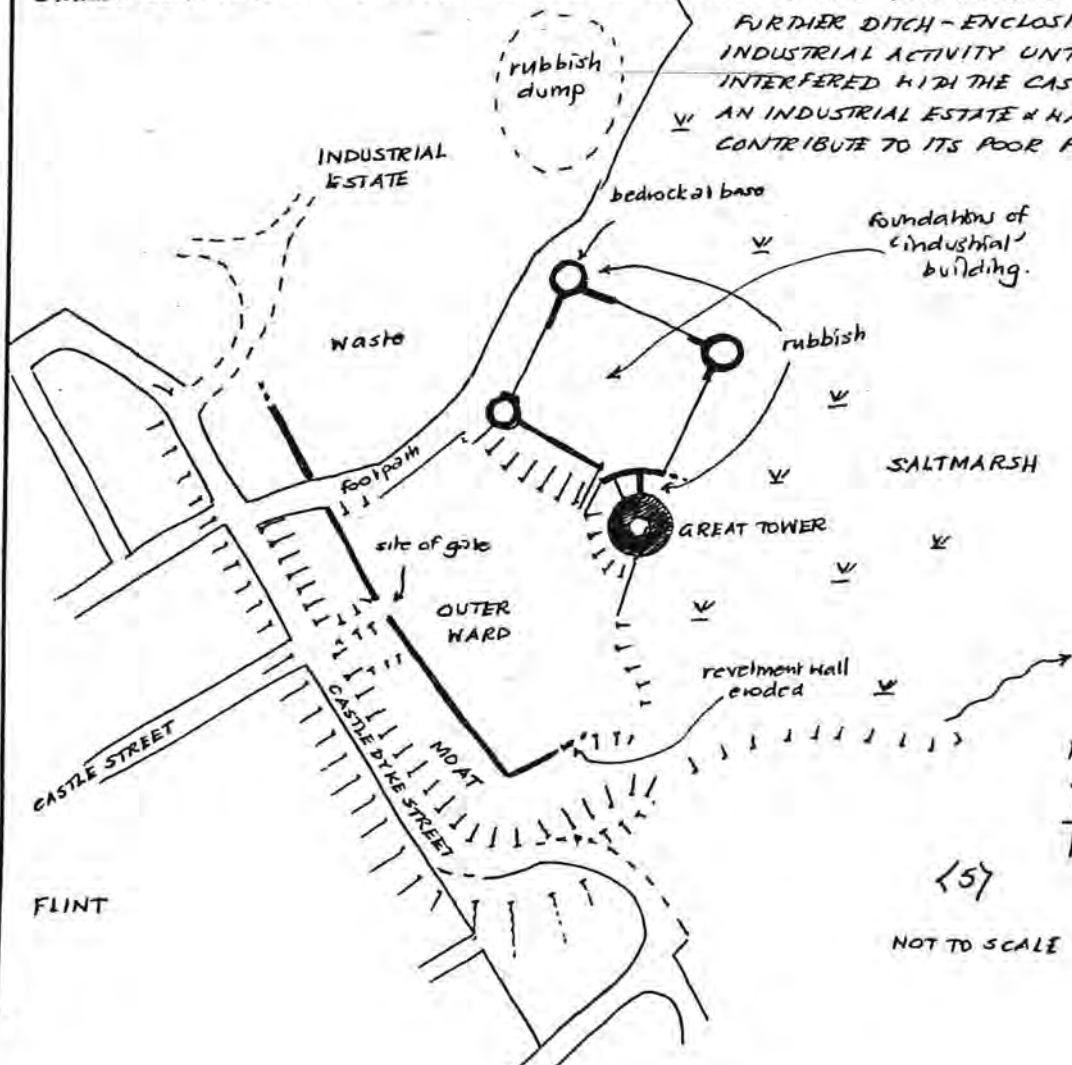 FURTHER DITCH - ENCLOS
INDUSTRIAL ACTIVITY UNT
INTERFERED WITH THE CAS
AN INDUSTRIAL ESTATE & HA
CONTRIBUTE TO ITS POOR
rubbish
dump
INDUSTRIAL
ESTATE
bedrock at base
foundations of
'industrial'
building.
waste
rubbish
footpath
SALTMARSH
GREAT TOWER
site of gate
OUTER
WARD
revetment wall
eroded
CASTLE STREET
CASTLE DYKE STREET
MOAT
FLINT
<5>
NOT TO SCALE